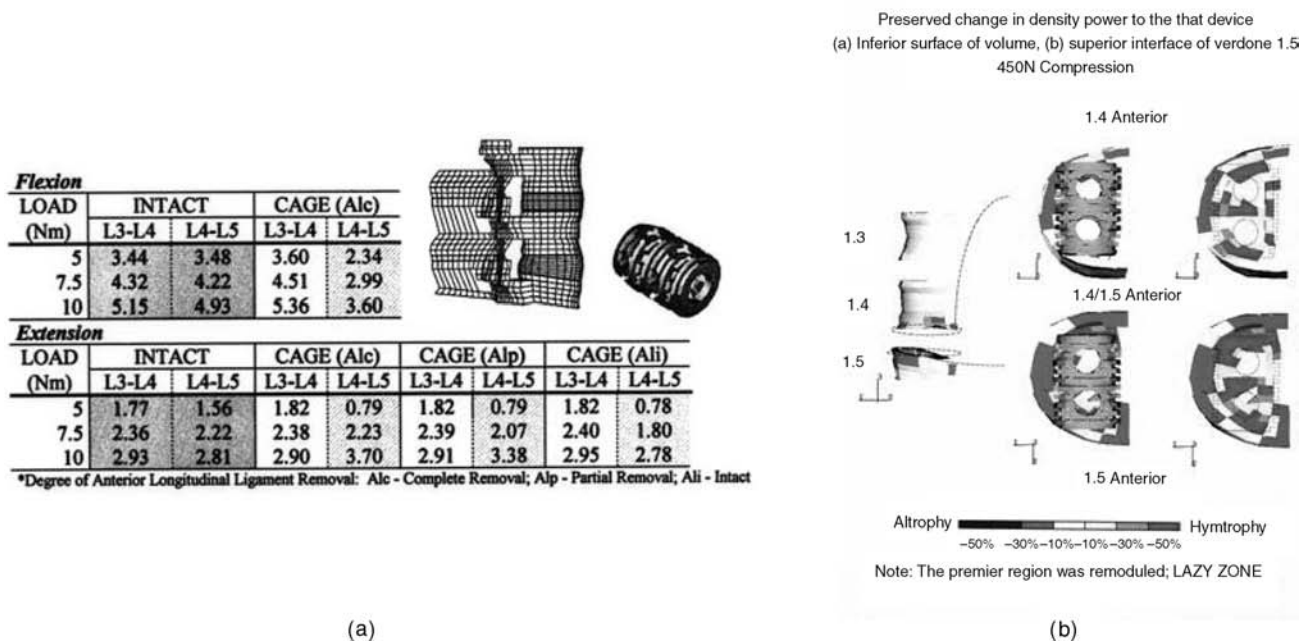 Flexion
LOAD INTACT CAGE (Alc)
(Nm) L3-L4 L4-L5 L3-L4 L4-L5
5 3.44 3.48 3.60 2.34
7.5 4.32 4.22 4.51 2.99
10 5.15 4.93 5.36 3.60
Extension
LOAD INTACT CAGE (Alc) CAGE (Alp) CAGE (Ali)
(Nm) L3-L4 L4-L5 L3-L4 L4-L5 L3-L4 L4-L5 L3-L4 L4-L5
5 1.77 1.56 1.82 0.79 1.82 0.79 1.82 0.78
7.5 2.36 2.22 2.38 2.23 2.39 2.07 2.40 1.80
10 2.93 2.81 2.90 3.70 2.91 3.38 2.95 2.78
*Degree of Anterior Longitudinal Ligament Removal: Alc - Complete Removal; Alp - Partial Removal; Ali - Intact
(a)
Preserved change in density power to the that device
(a) Inferior surface of volume, (b) superior interface of verdone 1.5
450N Compression
1.4 Anterior
1.3
1.4
1.4/1.5 Anterior
1.5
1.5 Anterior
Altrophy Hymtrophy
–50% –30% –10% –10% –30% –50%
Note: The premier region was remoduled; LAZY ZONE
(b)